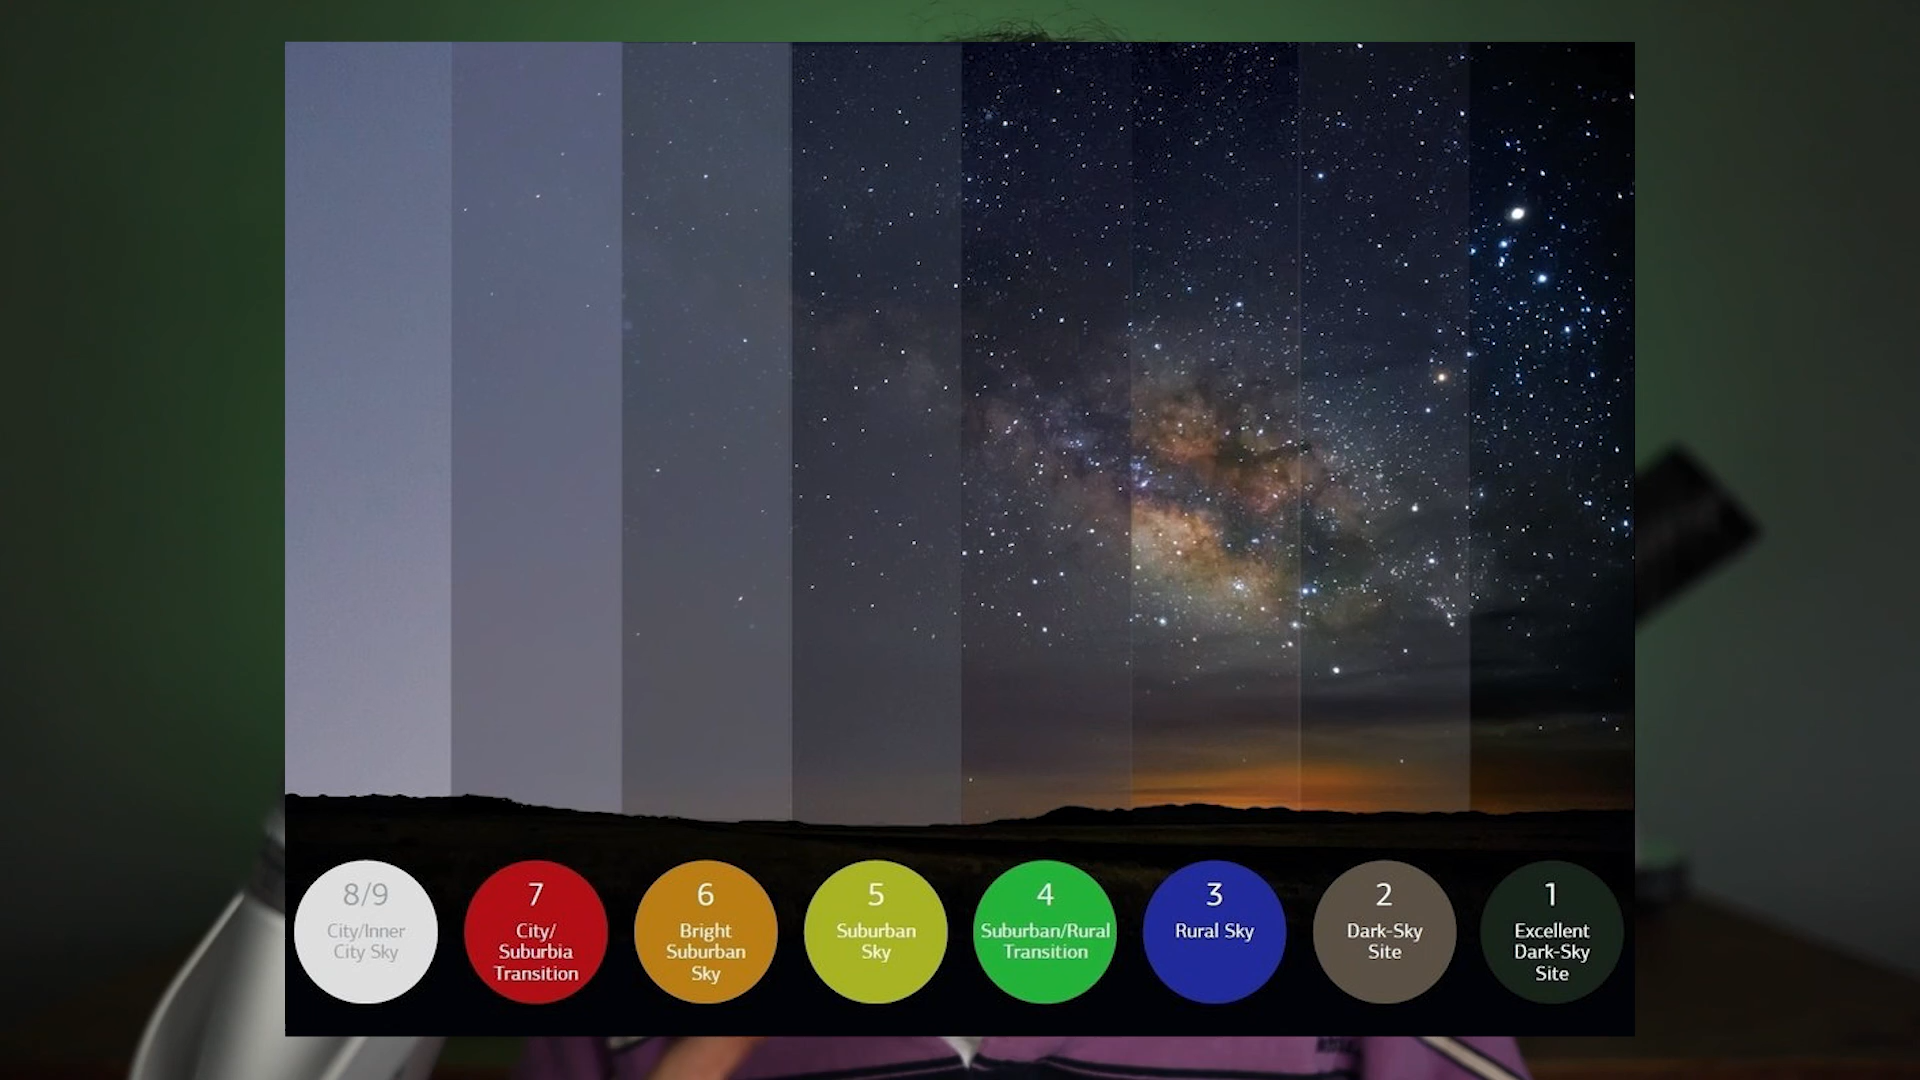 8/9
City/Inner
City Sky
7
City/
Suburbia
Transition
6
Bright
Suburban
Sky
5
Suburban
Sky
4
Suburban/Rural
Transition
3
Rural Sky
2
Dark-Sky
Site
1
Excellent
Dark-Sky
Site